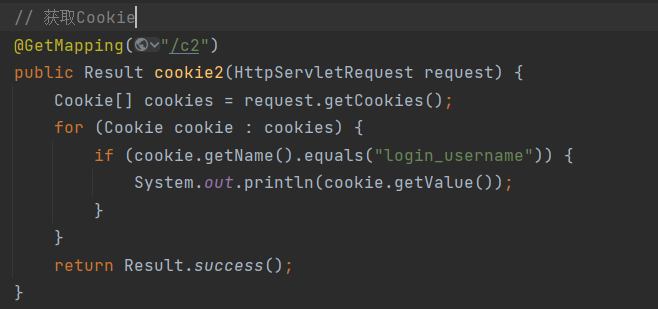 // 获取Cookie
@GetMapping("/c2")
public Result cookie2(HttpServletRequest request) {
    Cookie[] cookies = request.getCookies();
    for (Cookie cookie : cookies) {
        if (cookie.getName().equals("login_username")) {
            System.out.println(cookie.getValue());
        }
    }
    return Result.success();
}